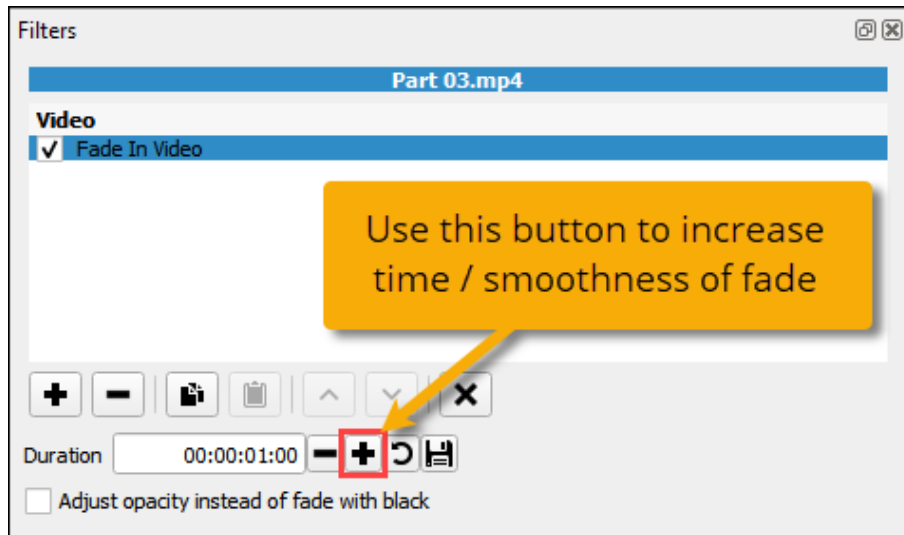 Filters
Part 03.mp4
Video
Fade In Video
Use this button to increase
time / smoothness of fade
Duration 00:00:01:00
Adjust opacity instead of fade with black